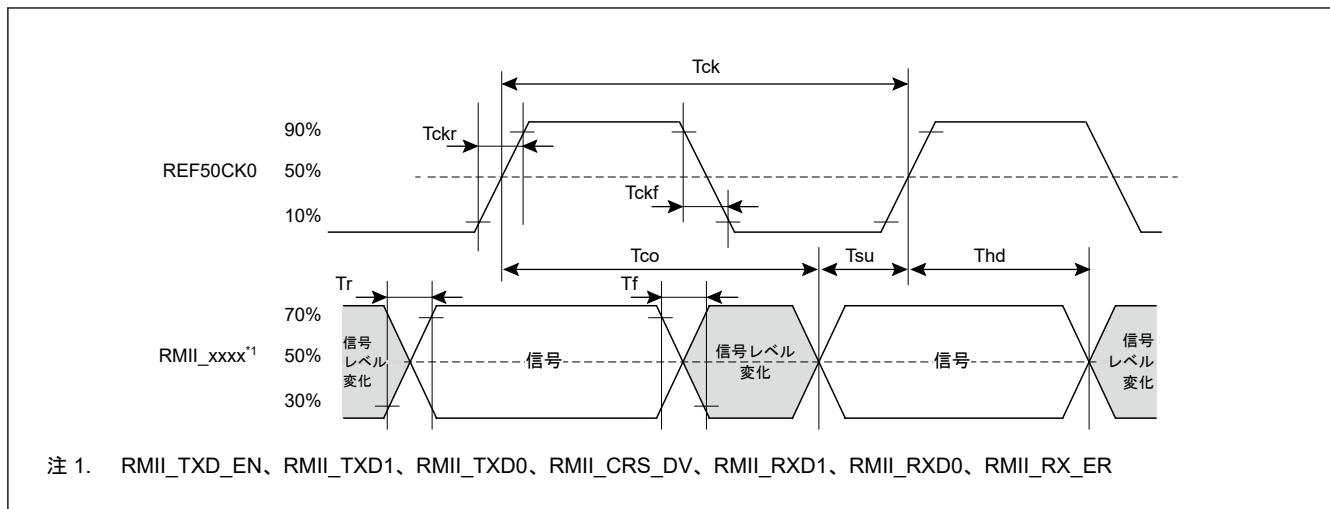 Tck
90%
Tckr
REF50CK0
50%
Tckf
10%
Tco
Tsu
Thd
Tr
Tf
70%
信号
レベル
変化
RMII_xxxx*1
50%
信号
信号レベル
変化
信号
信号
レベル
変化
30%
注 1. RMII_TXD_EN、RMII_TXD1、RMII_TXD0、RMII_CRS_DV、RMII_RXD1、RMII_RXD0、RMII_RX_ER